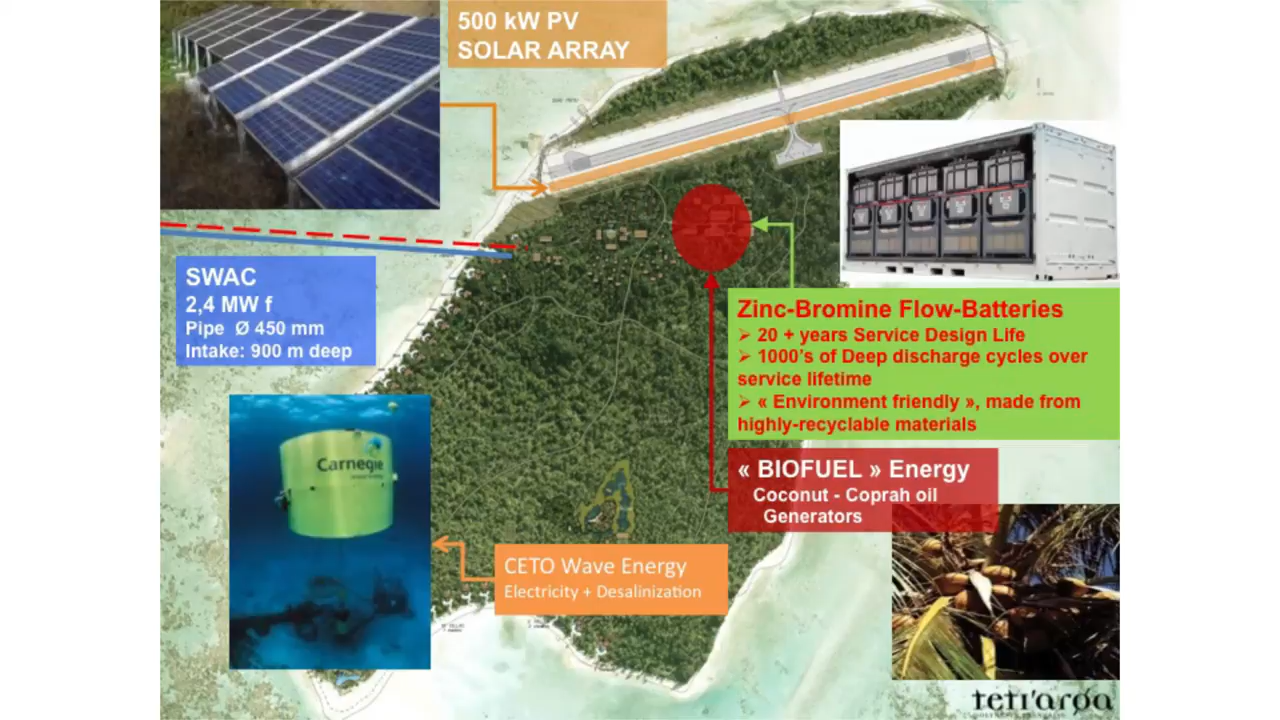 500 kW PV
SOLAR ARRAY
SWAC
2,4 MW f
Pipe Ø 450 mm
Intake: 900 m deep
Zinc-Bromine Flow-Batteries
➢ 20 + years Service Design Life
➢ 1000's of Deep discharge cycles over
service lifetime
➢ « Environment friendly », made from
highly-recyclable materials
« BIOFUEL » Energy
Coconut - Coprah oil
Generators
Carnegie
CETO Wave Energy
Electricity + Desalinization
teti'aroa